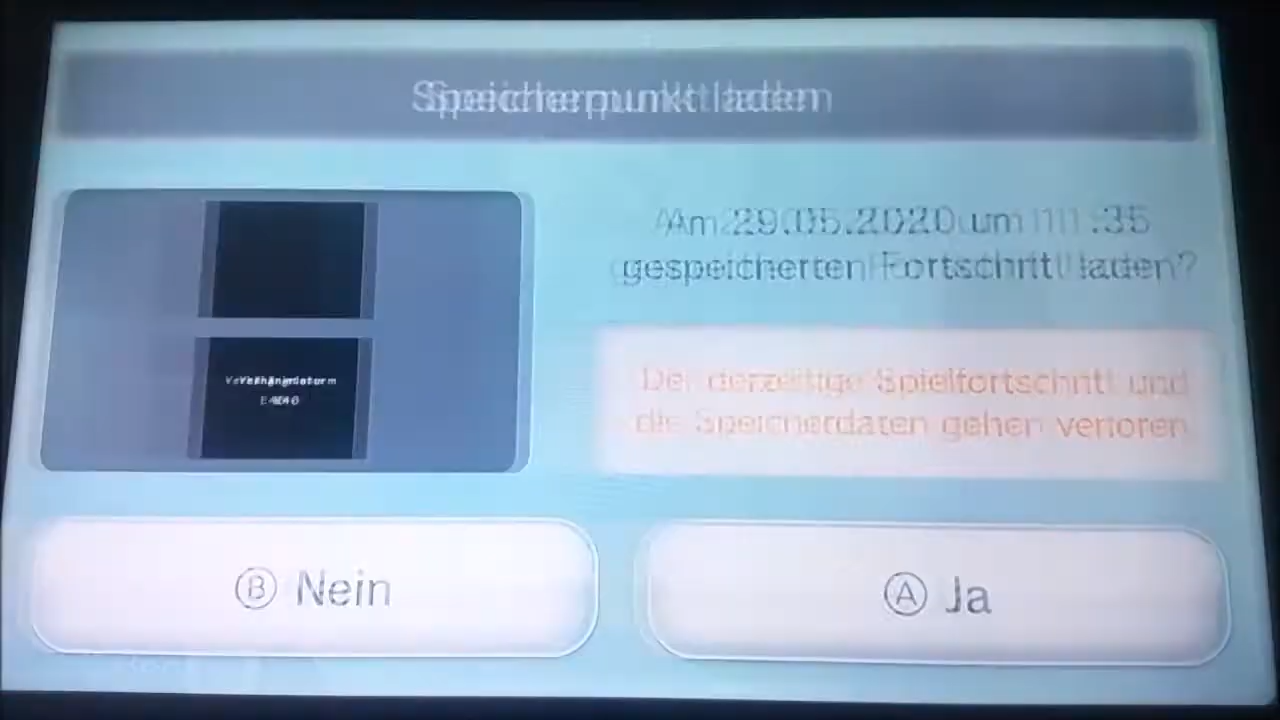 Speicherpunkt laden
Am 29.05.2020 um 11:35
gespeicherten Fortschritt laden?
Der derzeitige Spielfortschritt und
die Speicherdaten gehen verloren.
Ⓑ Nein
Ⓐ Ja